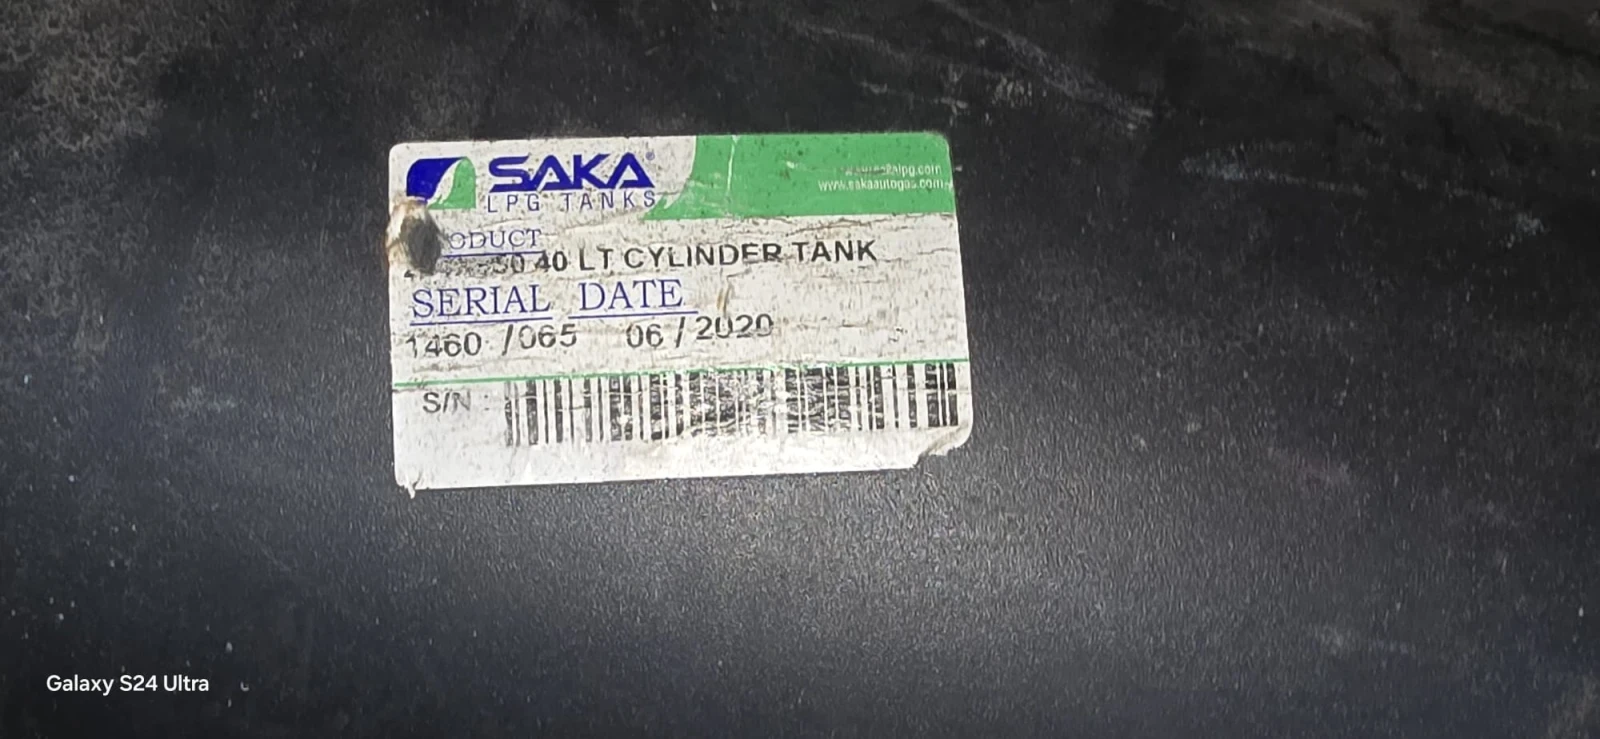 SAKA®
LPG TANKS
www.sakaautogas.com
40 LT CYLINDER TANK
SERIAL DATE
1460 /065 06 / 2020
S/N :
Galaxy S24 Ultra